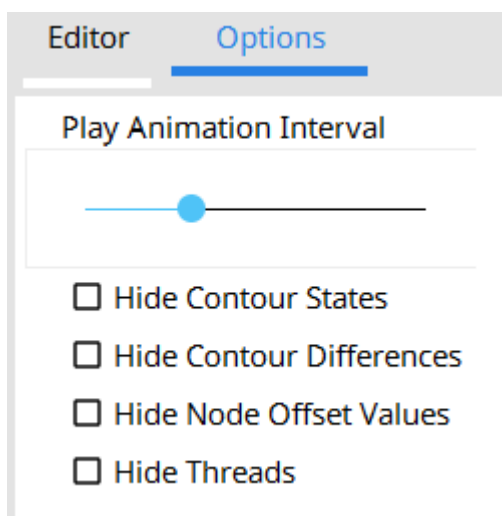 Editor Options
Play Animation Interval
Hide Contour States
Hide Contour Differences
Hide Node Offset Values
Hide Threads